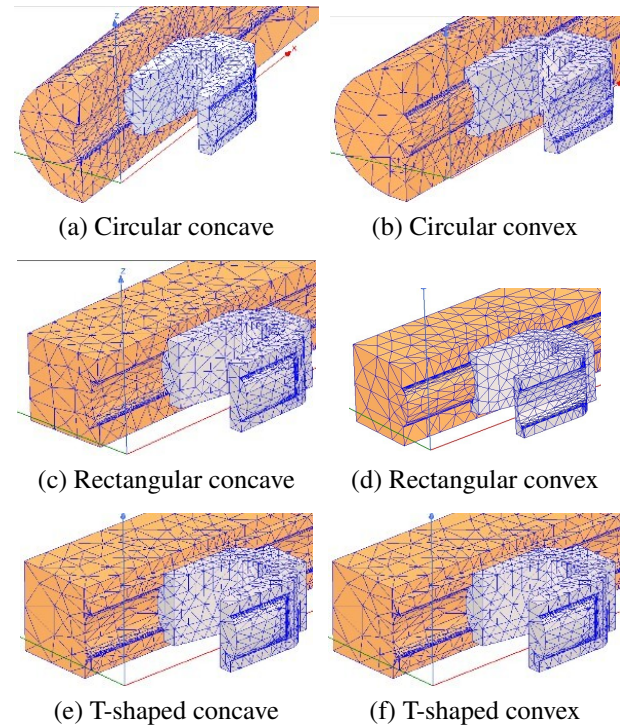 z
x
(a) Circular concave
(b) Circular convex
z
(c) Rectangular concave
(d) Rectangular convex
(e) T-shaped concave
(f) T-shaped convex